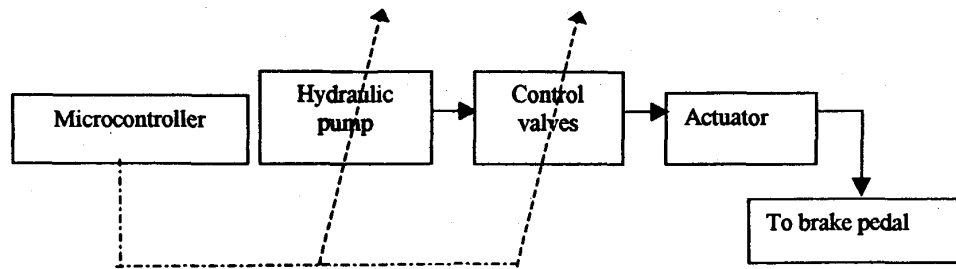 Microcontroller
Hydraulic
pump
Control
valves
Actuator
To brake pedal